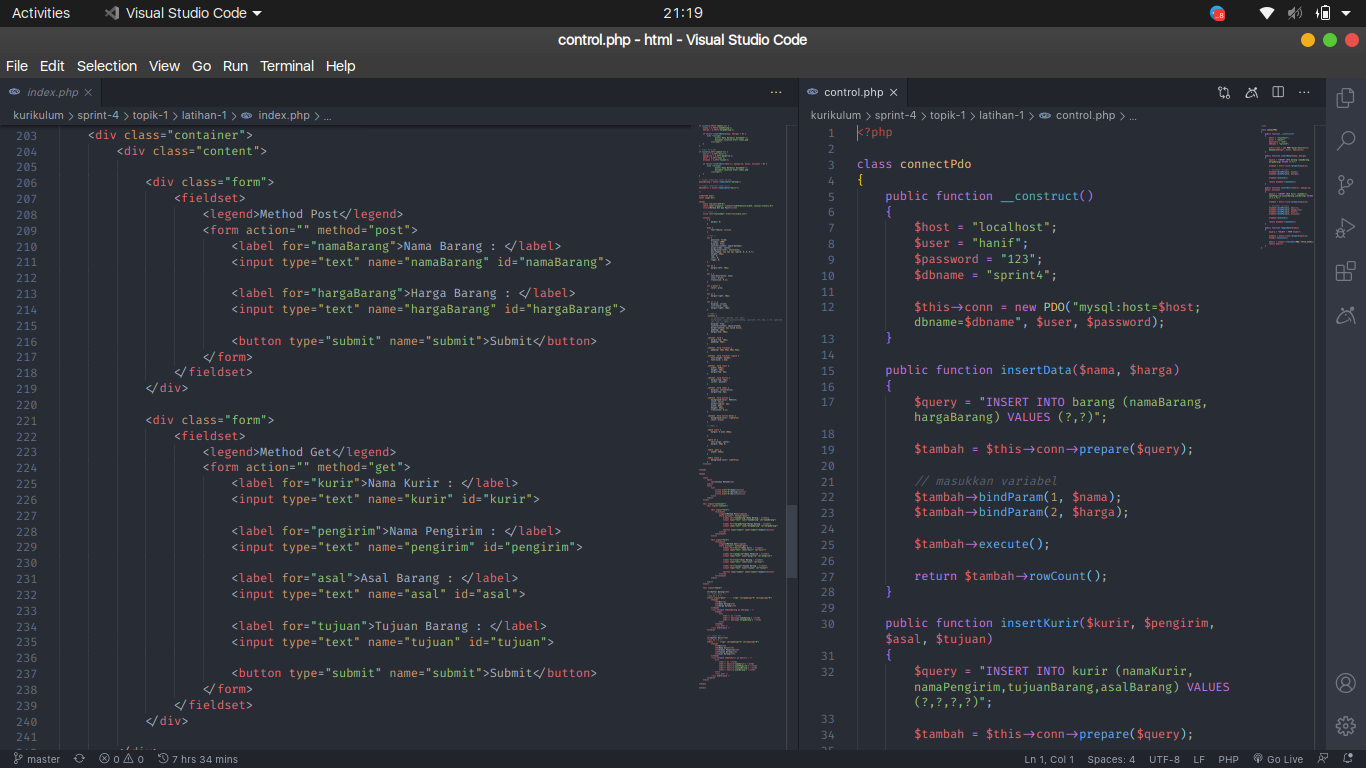 Activities
Visual Studio Code
21:19
control.php - html - Visual Studio Code
File Edit Selection View Go Run Terminal Help
index.php
kurikulum > sprint-4 > topik-1 > latihan-1 > index.php > ...
203 <div class="container">
204 <div class="content">
205
206 <div class="form">
207 <fieldset>
208 <legend>Method Post</legend>
209 <form action="" method="post">
210 <label for="namaBarang">Nama Barang : </label>
211 <input type="text" name="namaBarang" id="namaBarang">
212
213 <label for="hargaBarang">Harga Barang : </label>
214 <input type="text" name="hargaBarang" id="hargaBarang">
215
216 <button type="submit" name="submit">Submit</button>
217 </form>
218 </fieldset>
219 </div>
220
221 <div class="form">
222 <fieldset>
223 <legend>Method Get</legend>
224 <form action="" method="get">
225 <label for="kurir">Nama Kurir : </label>
226 <input type="text" name="kurir" id="kurir">
227
228 <label for="pengirim">Nama Pengirim : </label>
229 <input type="text" name="pengirim" id="pengirim">
230
231 <label for="asal">Asal Barang : </label>
232 <input type="text" name="asal" id="asal">
233
234 <label for="tujuan">Tujuan Barang : </label>
235 <input type="text" name="tujuan" id="tujuan">
236
237 <button type="submit" name="submit">Submit</button>
238 </form>
239 </fieldset>
240 </div>
241
control.php
kurikulum > sprint-4 > topik-1 > latihan-1 > control.php > ...
1 <?php
2
3 class connectPdo
4 {
5 public function __construct()
6 {
7 $host = "localhost";
8 $user = "hanif";
9 $password = "123";
10 $dbname = "sprint4";
11
12 $this->conn = new PDO("mysql:host=$host;
dbname=$dbname", $user, $password);
13 }
14
15 public function insertData($nama, $harga)
16 {
17 $query = "INSERT INTO barang (namaBarang,
hargaBarang) VALUES (?,?)";
18
19 $tambah = $this->conn->prepare($query);
20
21 // masukkan variabel
22 $tambah->bindParam(1, $nama);
23 $tambah->bindParam(2, $harga);
24
25 $tambah->execute();
26
27 return $tambah->rowCount();
28 }
29
30 public function insertKurir($kurir, $pengirim,
$asal, $tujuan)
31 {
32 $query = "INSERT INTO kurir (namaKurir,
namaPengirim,tujuanBarang,asalBarang) VALUES
(?,?,?,?)";
33
34 $tambah = $this->conn->prepare($query);
master
0 0
7 hrs 34 mins
Ln 1, Col 1
Spaces: 4
UTF-8
LF
PHP
Go Live